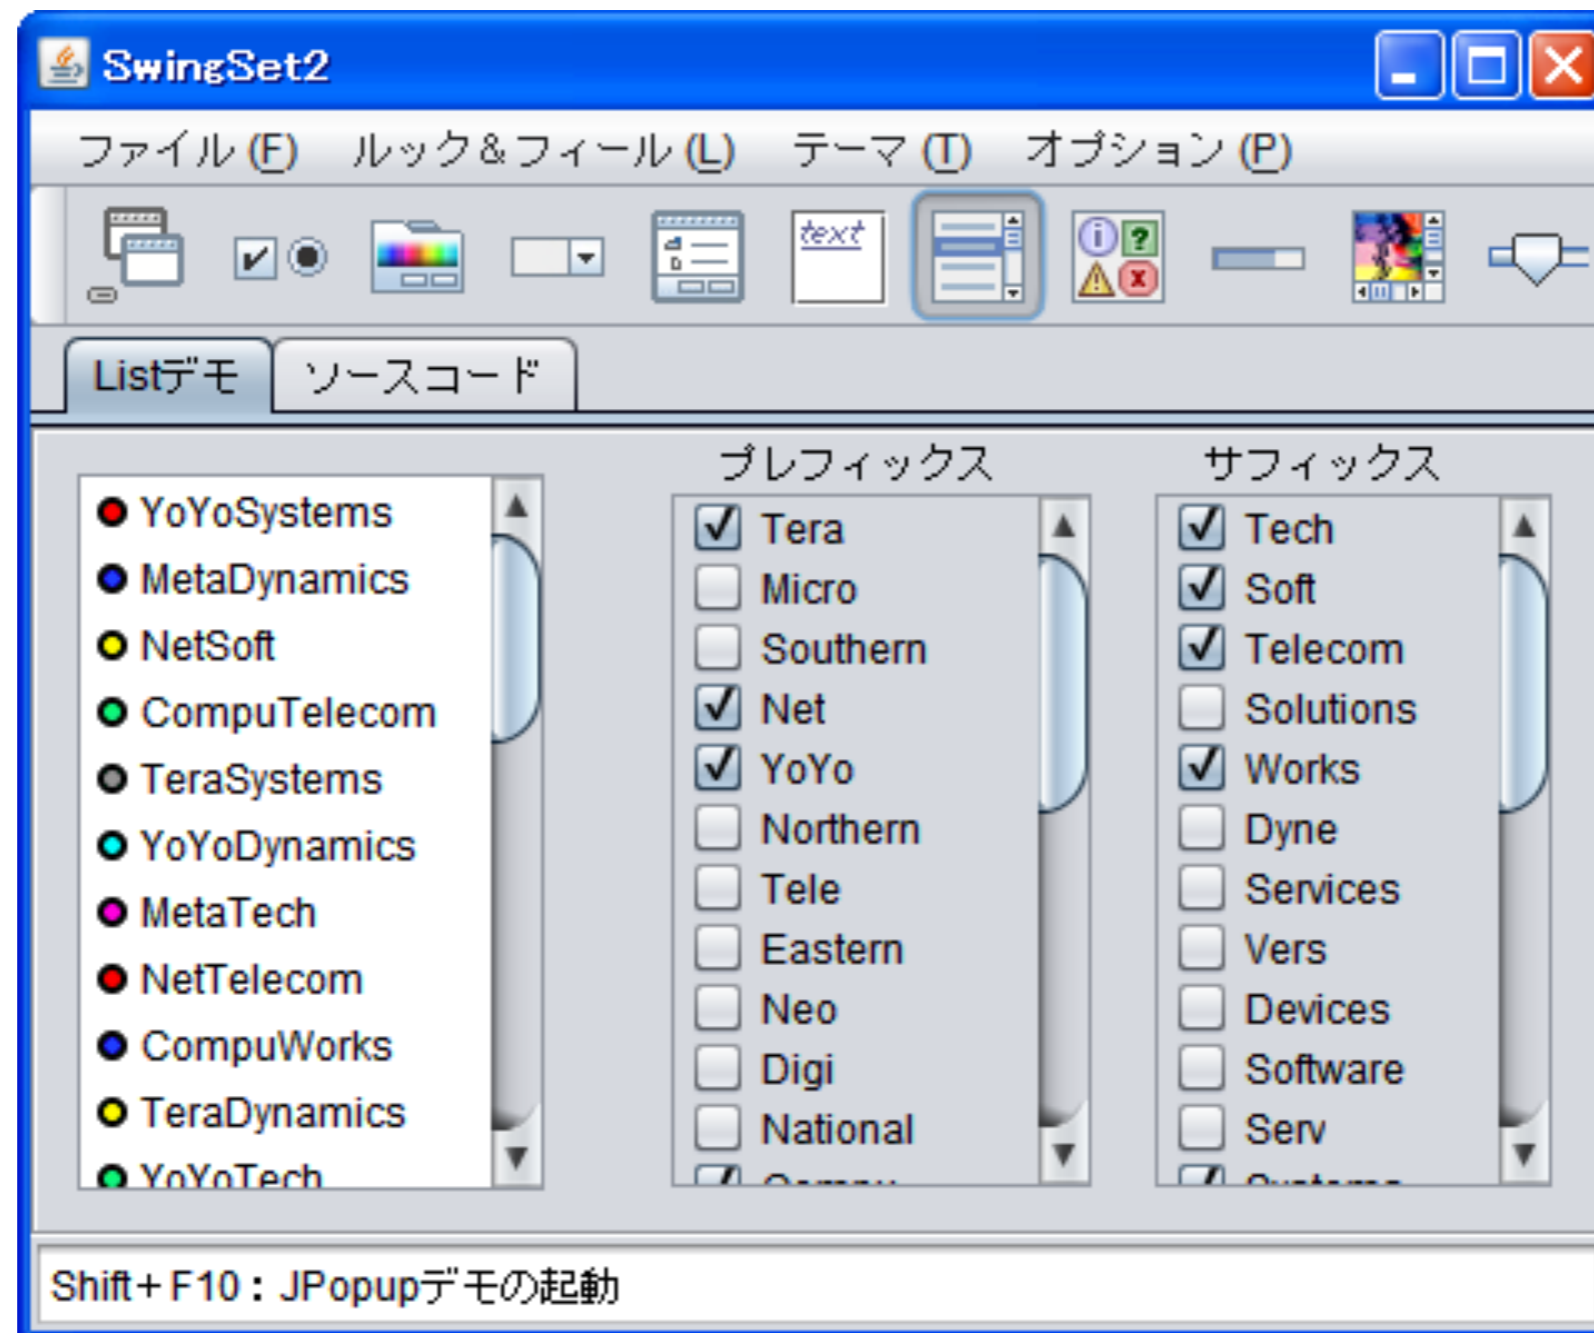 SwingSet2
ファイル (F) ルック&フィール (L) テーマ (T) オプション (P)
text
Listデモ ソースコード
YoYoSystems
MetaDynamics
NetSoft
CompuTelecom
TeraSystems
YoYoDynamics
MetaTech
NetTelecom
CompuWorks
TeraDynamics
YoYoTech
プレフィックス
Tera
Micro
Southern
Net
YoYo
Northern
Tele
Eastern
Neo
Digi
National
サフィックス
Tech
Soft
Telecom
Solutions
Works
Dyne
Services
Vers
Devices
Software
Serv
Shift+F10 : JPopupデモの起動